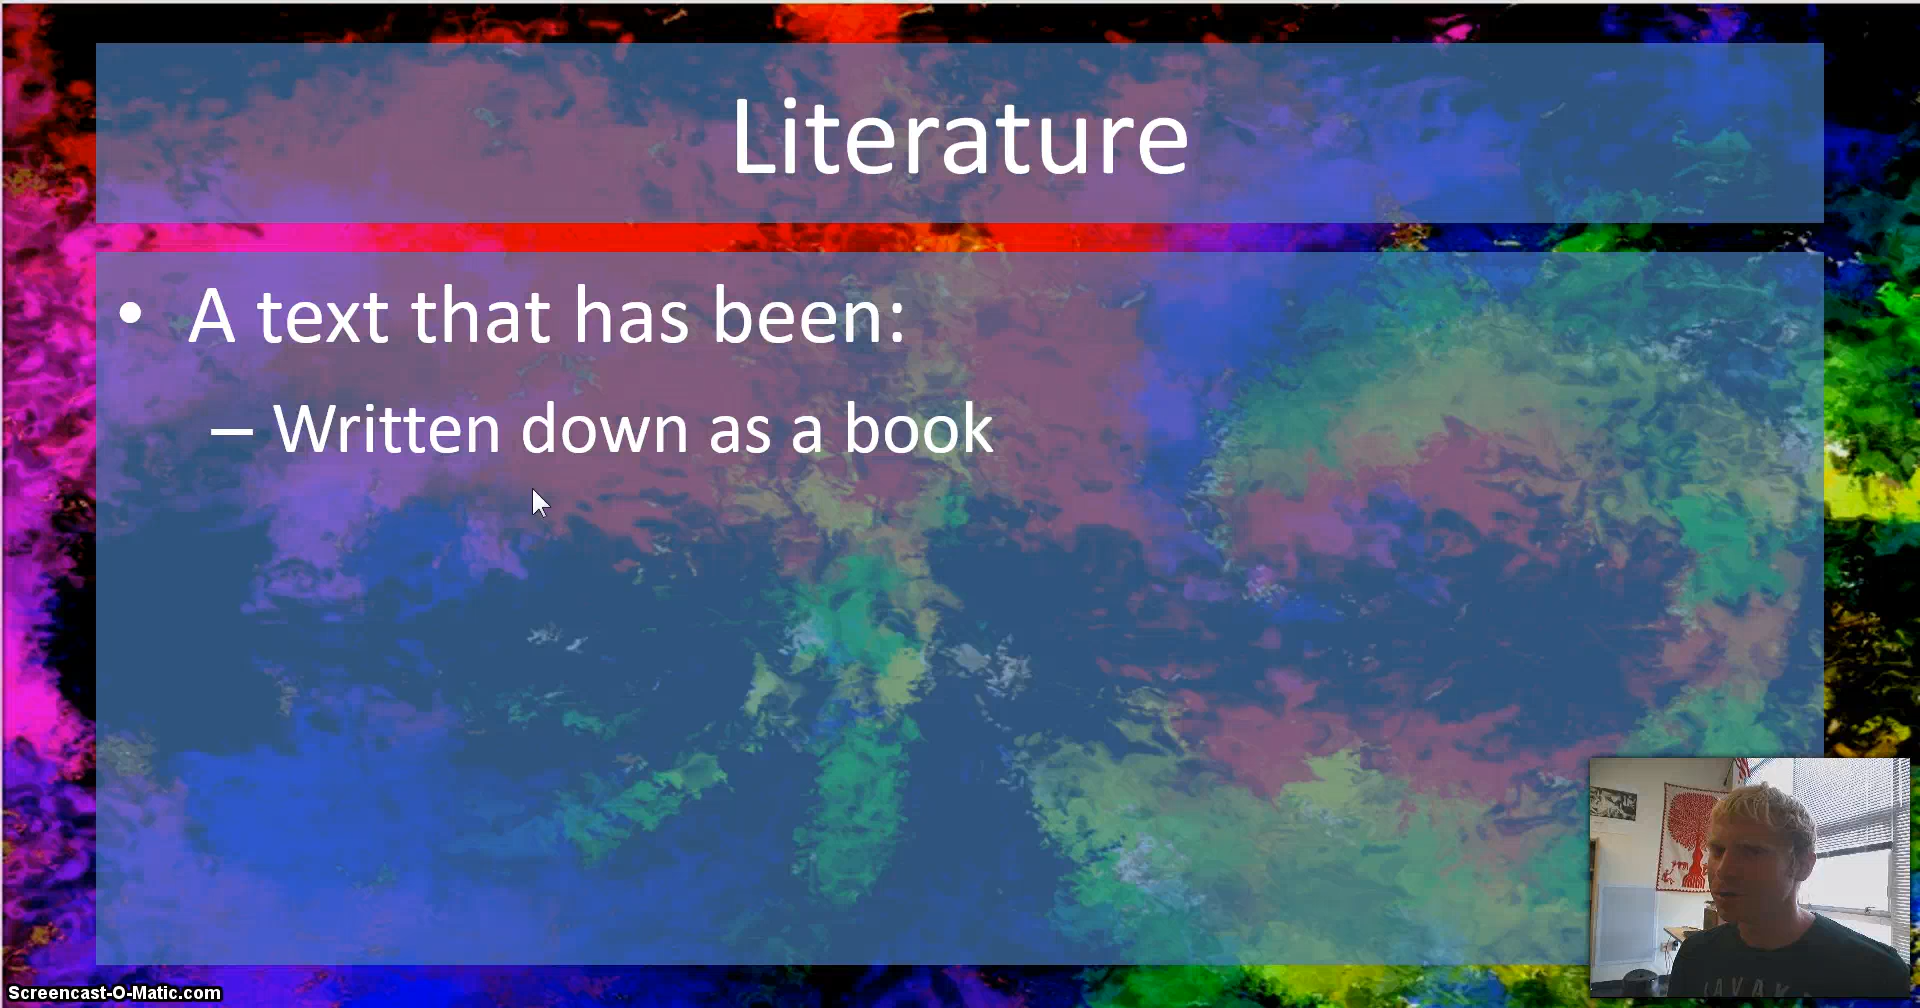 Literature
• A text that has been:
– Written down as a book
Screencast-O-Matic.com